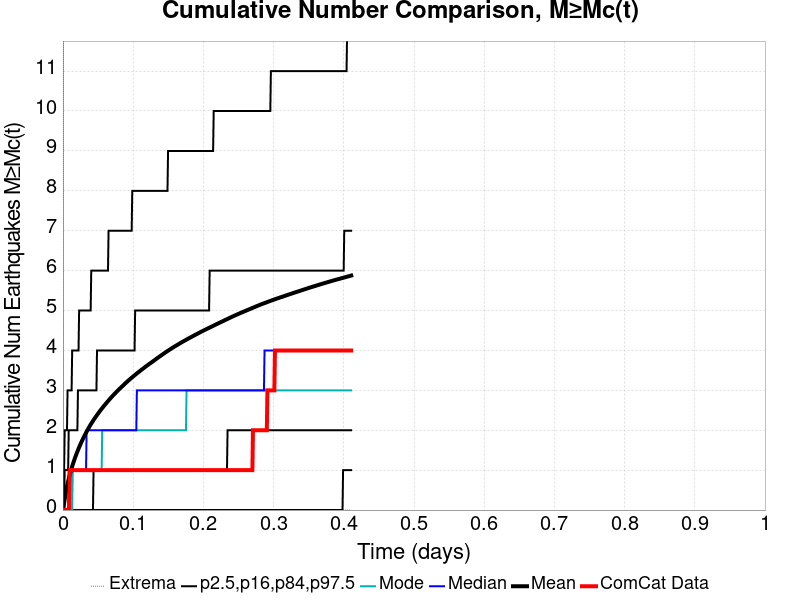 Cumulative Number Comparison, M≥Mc(t)
Cumulative Num Earthquakes M≥Mc(t)
11
10
9
8
7
6
5
4
3
2
1
0
0 0.1 0.2 0.3 0.4 0.5 0.6 0.7 0.8 0.9 1
Time (days)
Extrema p2.5,p16,p84,p97.5 Mode Median Mean ComCat Data